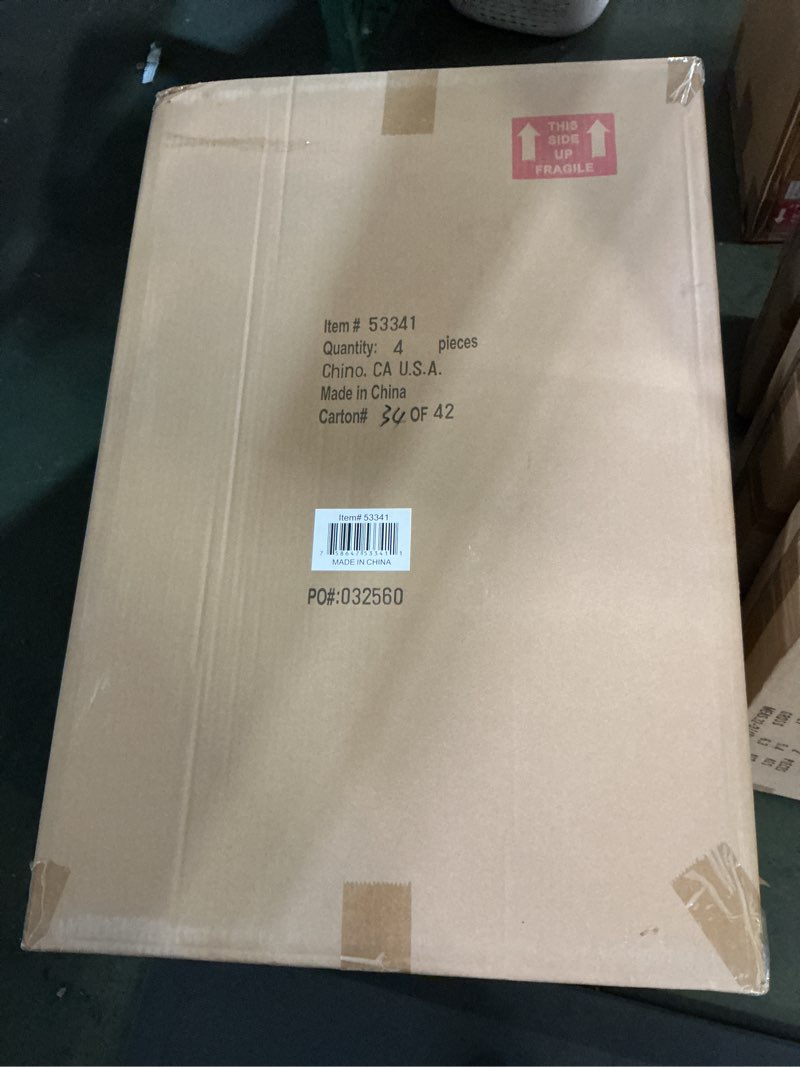 THIS
SIDE
UP
FRAGILE
Item # 53341
Quantity: 4 pieces
Chino. CA U.S.A.
Made in China
Carton# 34 OF 42
Item# 53341
MADE IN CHINA
PO#:032560